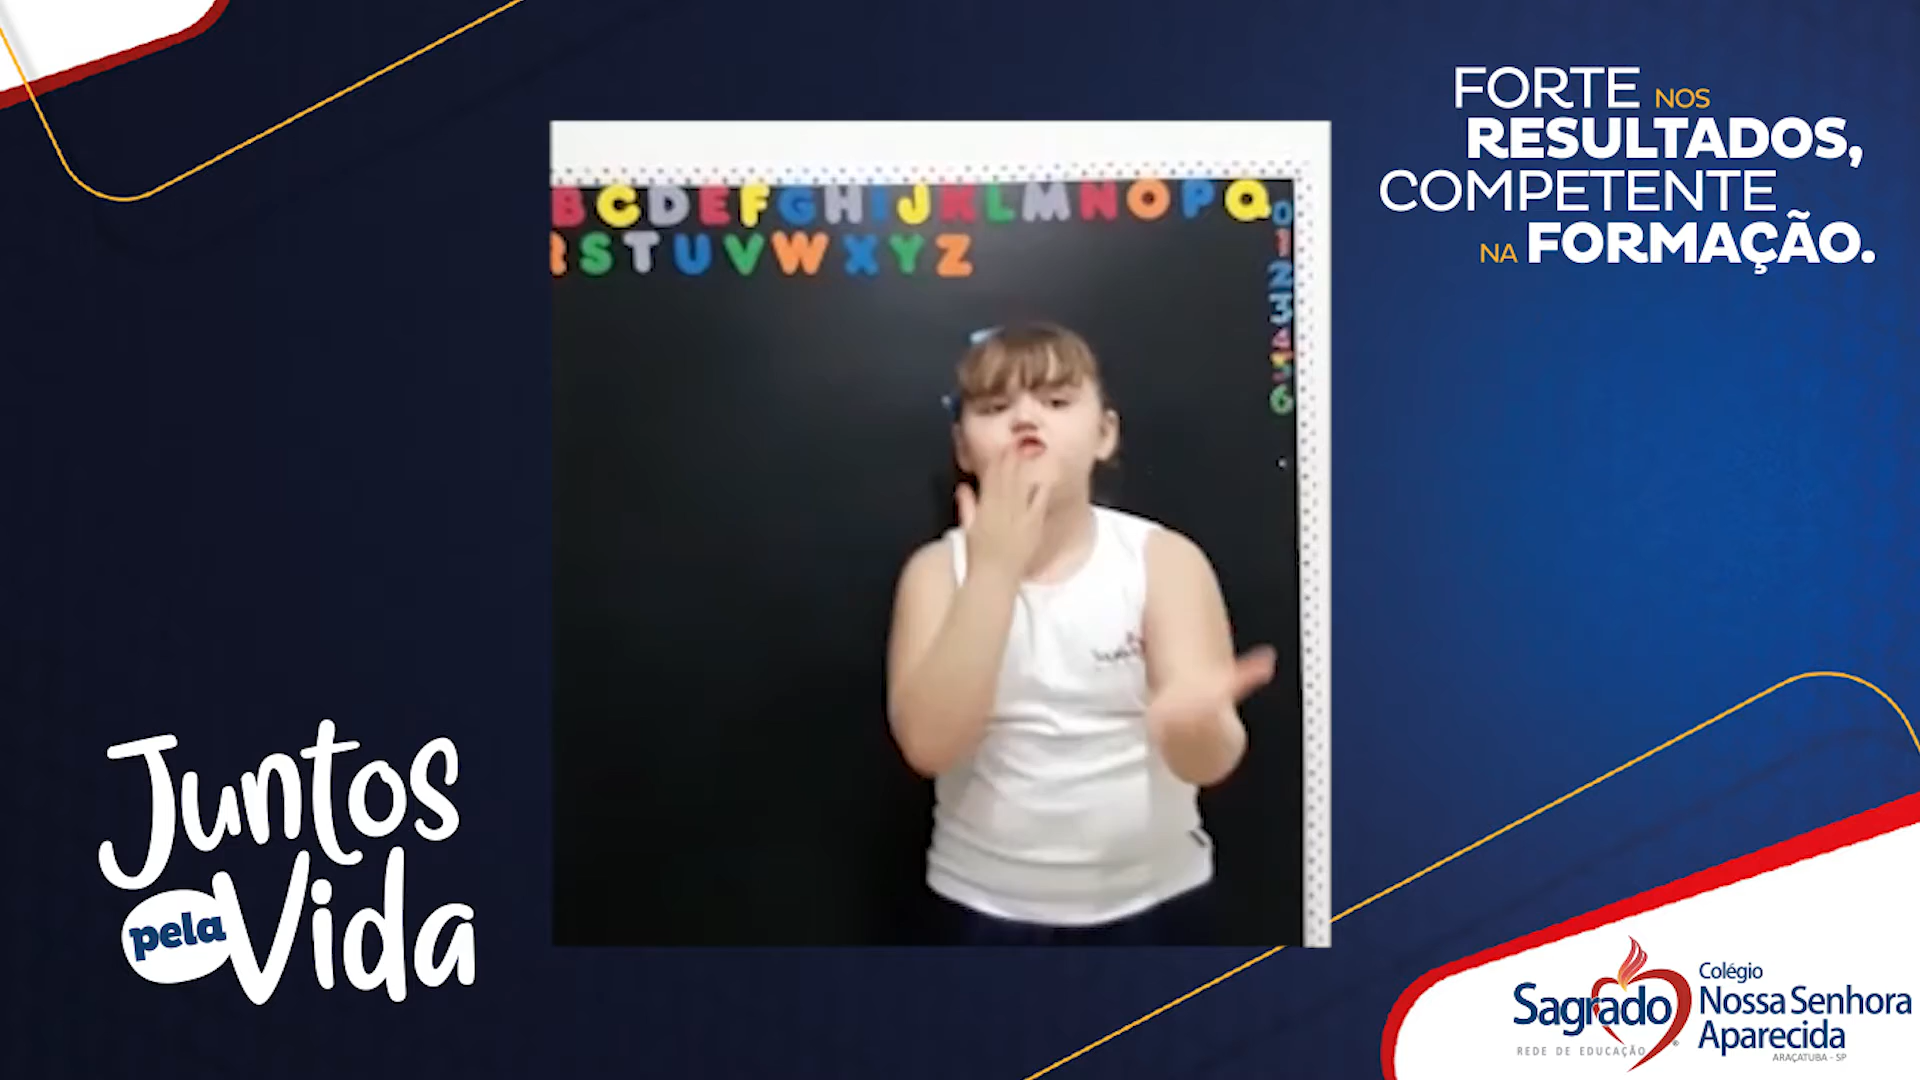 FORTE NOS
RESULTADOS,
COMPETENTE
NA FORMAÇÃO.
BCDEFGHIJKLMNOPQ
RSTUVWXYZ
0
1
2
3
4
5
6
Juntos
pela Vida
Sagrado
REDE DE EDUCAÇÃO
Colégio
Nossa Senhora
Aparecida
ARAÇATUBA - SP